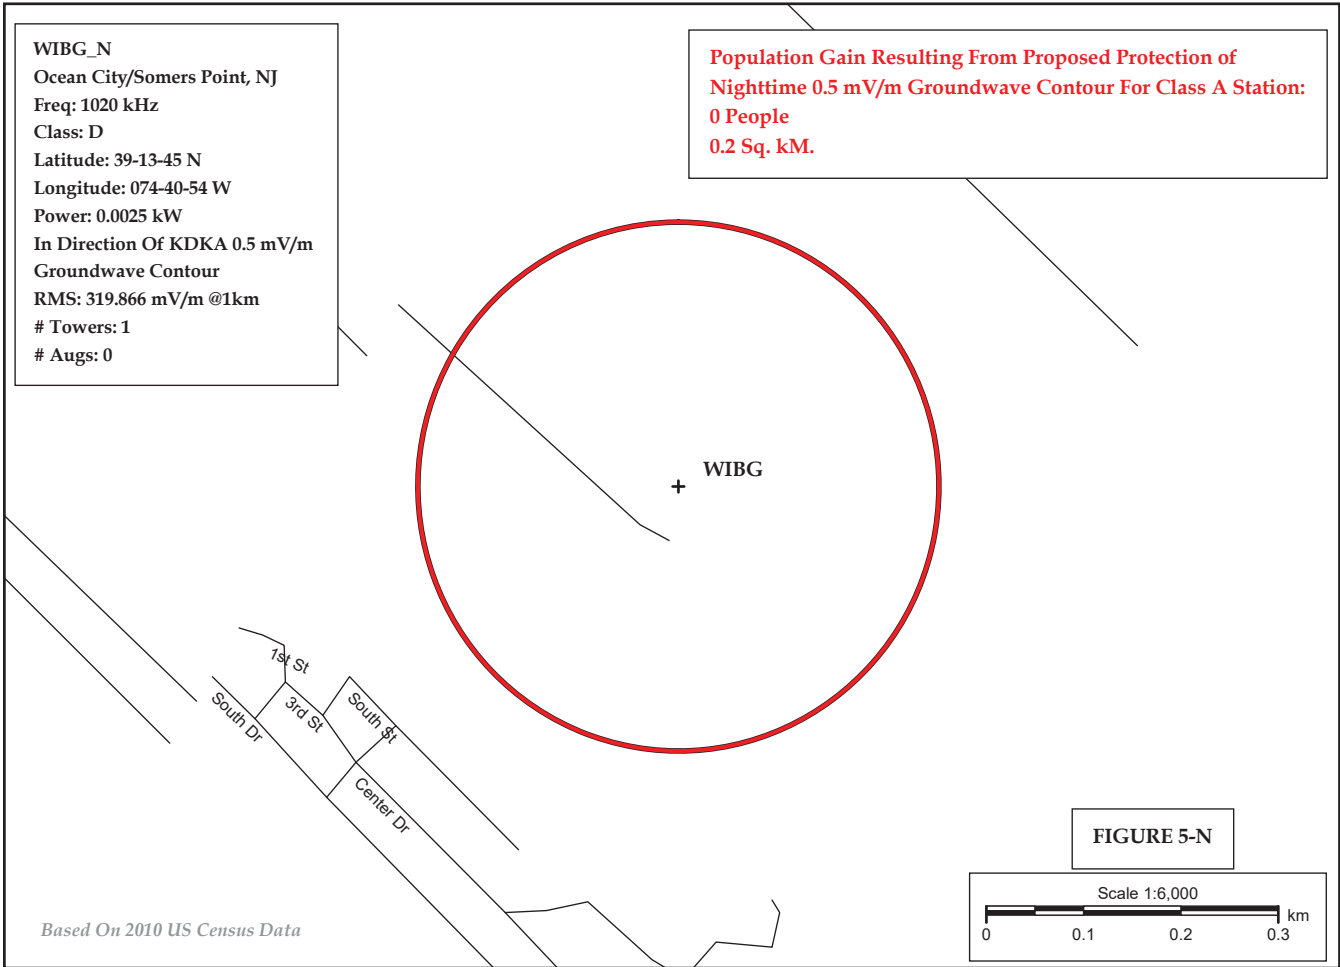 WIBG_N
Ocean City/Somers Point, NJ
Freq: 1020 kHz
Class: D
Latitude: 39-13-45 N
Longitude: 074-40-54 W
Power: 0.0025 kW
In Direction Of KDKA 0.5 mV/m
Groundwave Contour
RMS: 319.866 mV/m @1km
# Towers: 1
# Augs: 0
Population Gain Resulting From Proposed Protection of
Nighttime 0.5 mV/m Groundwave Contour For Class A Station:
0 People
0.2 Sq. kM.
WIBG
1st St
South Dr
3rd St
South St
Center Dr
FIGURE 5-N
Scale 1:6,000
km
0 0.1 0.2 0.3
Based On 2010 US Census Data